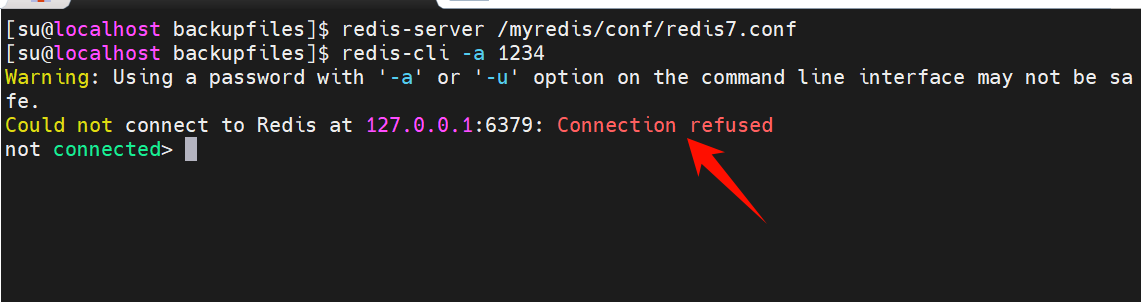 [su@localhost backupfiles]$ redis-server /myredis/conf/redis7.conf
[su@localhost backupfiles]$ redis-cli -a 1234
Warning: Using a password with '-a' or '-u' option on the command line interface may not be sa
fe.
Could not connect to Redis at 127.0.0.1:6379: Connection refused
not connected>